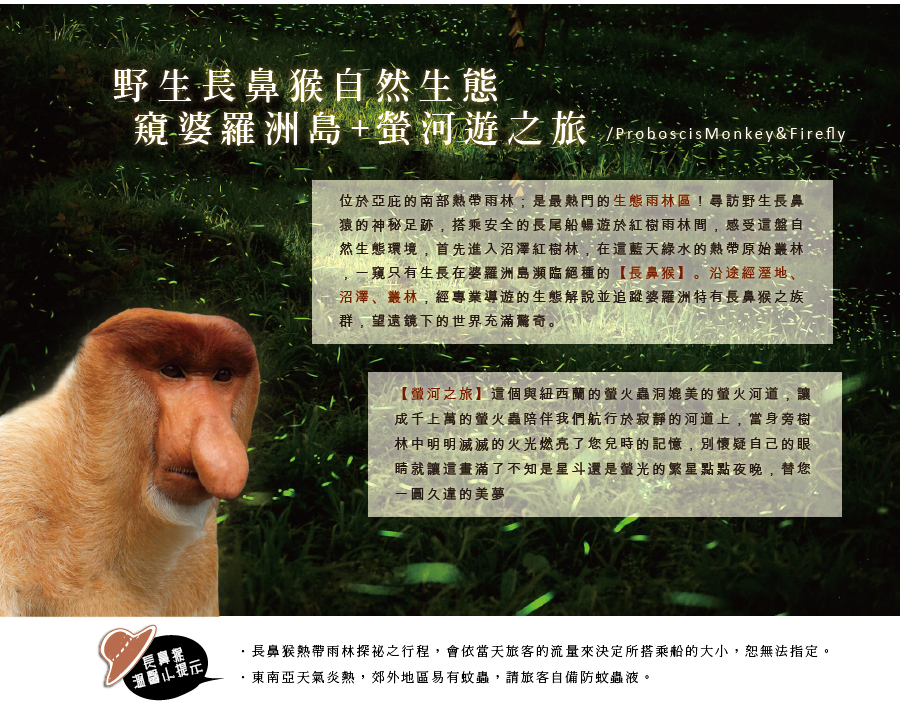 野生長鼻猴自然生態
窺婆羅洲島+螢河遊之旅 /ProboscisMonkey&Firefly
位於亞庇的南部熱帶雨林；是最熱門的生態雨林區！尋訪野生長鼻
猿的神秘足跡，搭乘安全的長尾船暢遊於紅樹雨林間，感受這盤自
然生態環境，首先進入沼澤紅樹林，在這藍天綠水的熱帶原始叢林
，一窺只有生長在婆羅洲島瀕臨絕種的【長鼻猴】。沿途經溼地、
沼澤、叢林，經專業導遊的生態解說並追蹤婆羅洲特有長鼻猴之族
群，望遠鏡下的世界充滿驚奇。
【螢河之旅】這個與紐西蘭的螢火蟲洞媲美的螢火河道，讓
成千上萬的螢火蟲陪伴我們航行於寂靜的河道上，當身旁樹
林中明明滅滅的火光燃亮了您兒時的記憶，別懷疑自己的眼
睛就讓這畫滿了不知是星斗還是螢光的繁星點點夜晚，替您
一圓久違的美夢
長鼻猴
溫馨小提示
・長鼻猴熱帶雨林探祕之行程，會依當天旅客的流量來決定所搭乘船的大小，恕無法指定。
・東南亞天氣炎熱，郊外地區易有蚊蟲，請旅客自備防蚊蟲液。